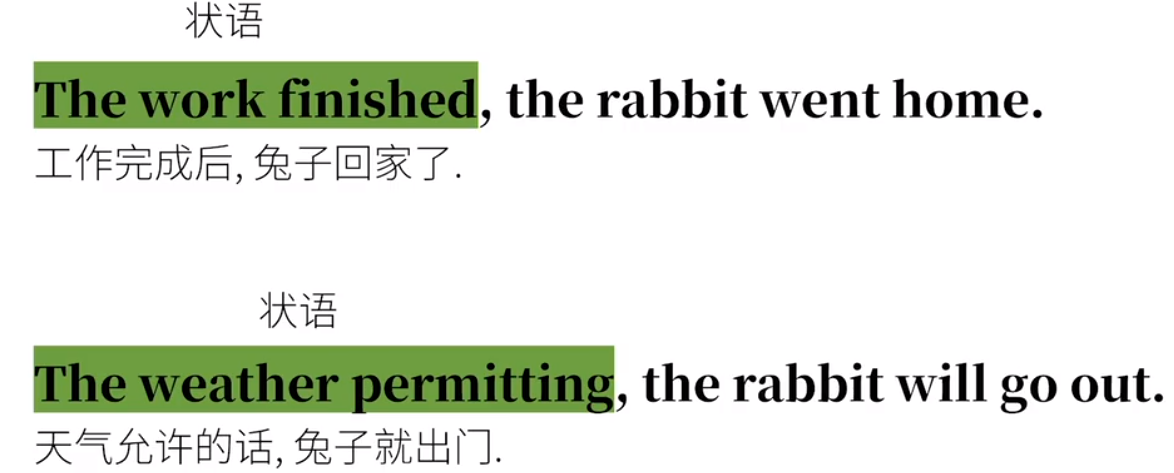 状语
The work finished, the rabbit went home.
工作完成后, 兔子回家了.
状语
The weather permitting, the rabbit will go out.
天气允许的话, 兔子就出门.